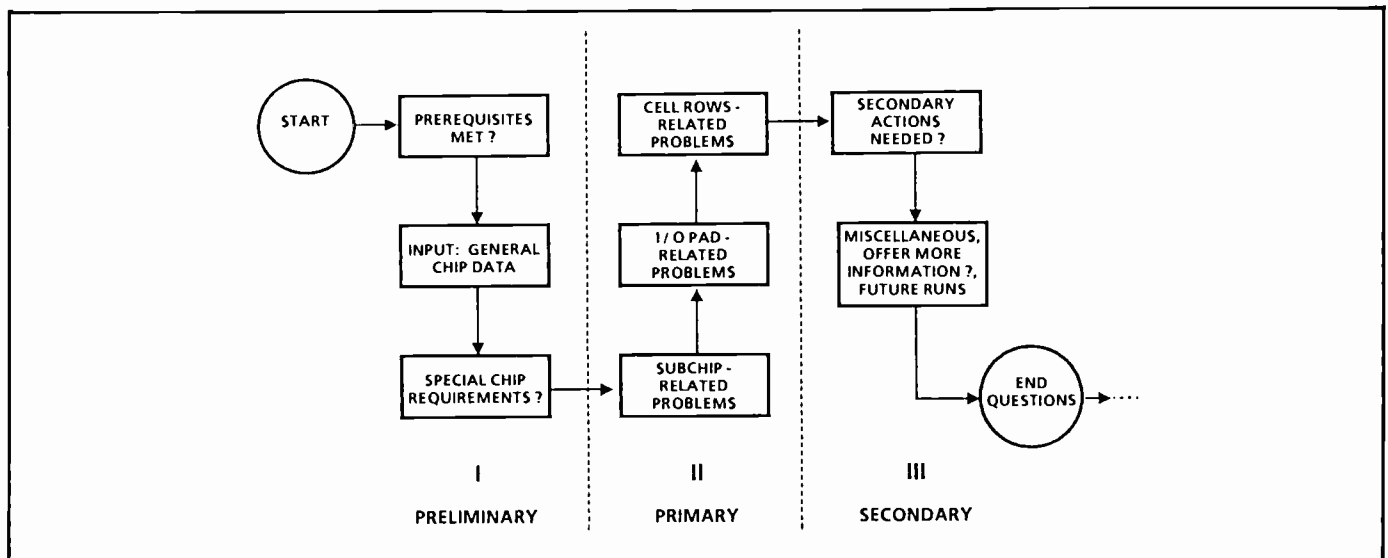 START
PREREQUISITES
MET ?
INPUT: GENERAL
CHIP DATA
SPECIAL CHIP
REQUIREMENTS ?
I
PRELIMINARY
CELL ROWS -
RELATED
PROBLEMS
I/O PAD -
RELATED
PROBLEMS
SUBCHIP -
RELATED
PROBLEMS
II
PRIMARY
SECONDARY
ACTIONS
NEEDED ?
MISCELLANEOUS,
OFFER MORE
INFORMATION ?,
FUTURE RUNS
END
QUESTIONS
III
SECONDARY